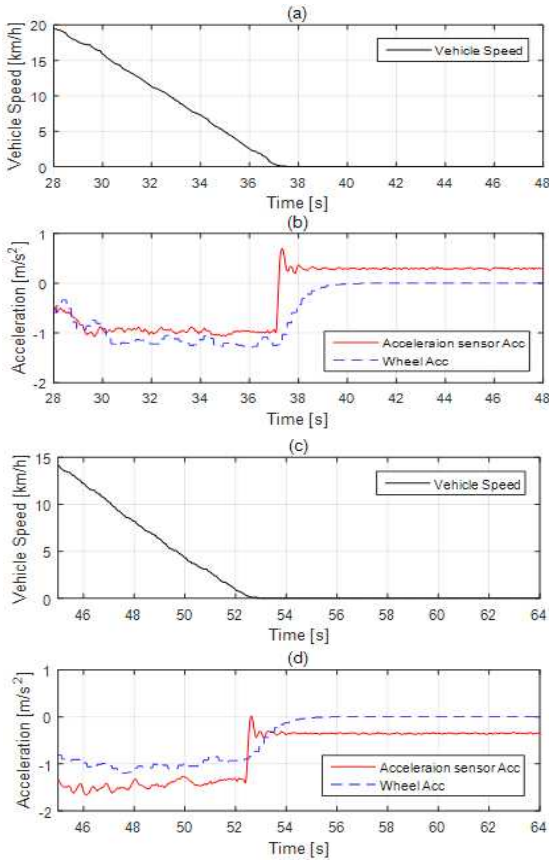 (a)
20
15
10
5
0
Vehicle Speed [km/h]
Vehicle Speed
28 30 32 34 36 38 40 42 44 46 48
Time [s]
(b)
1
0
-1
-2
Acceleration [m/s²]
Acceleraion sensor Acc
Wheel Acc
28 30 32 34 36 38 40 42 44 46 48
Time [s]
(c)
15
10
5
0
Vehicle Speed [km/h]
Vehicle Speed
46 48 50 52 54 56 58 60 62 64
Time [s]
(d)
1
0
-1
-2
Acceleration [m/s²]
Acceleraion sensor Acc
Wheel Acc
46 48 50 52 54 56 58 60 62 64
Time [s]